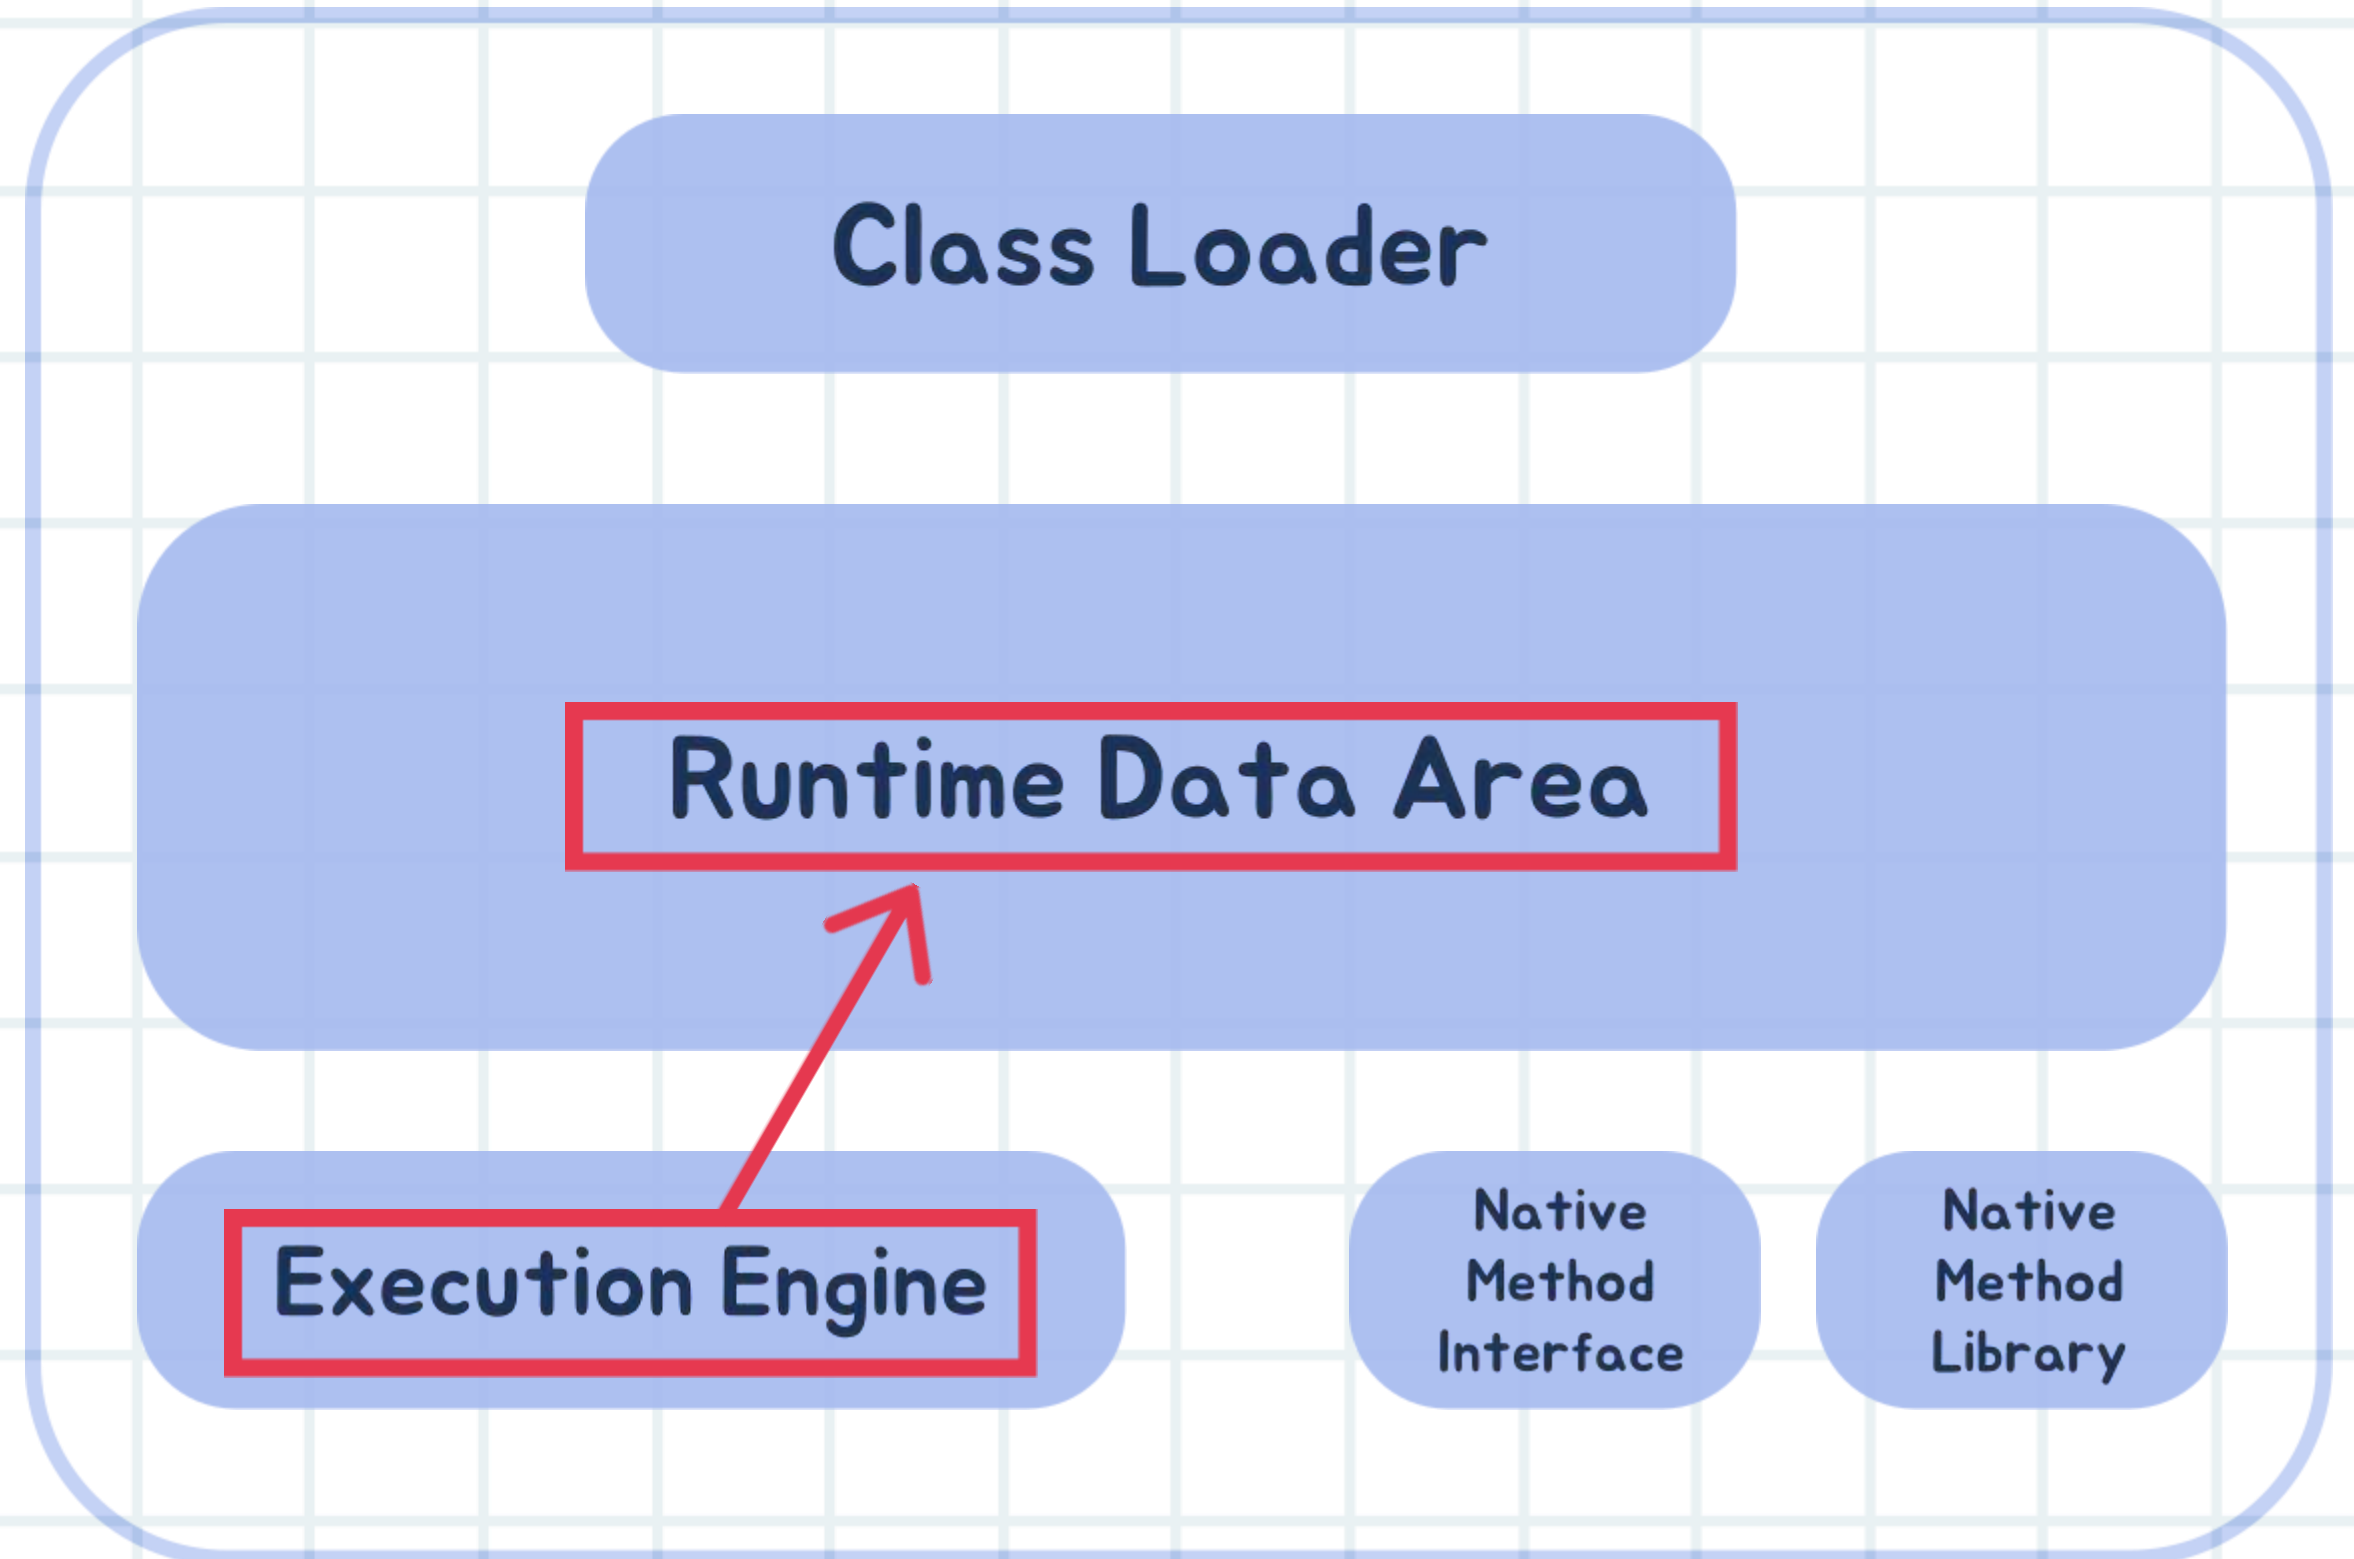 Class Loader
Runtime Data Area
Execution Engine
Native
Method
Interface
Native
Method
Library